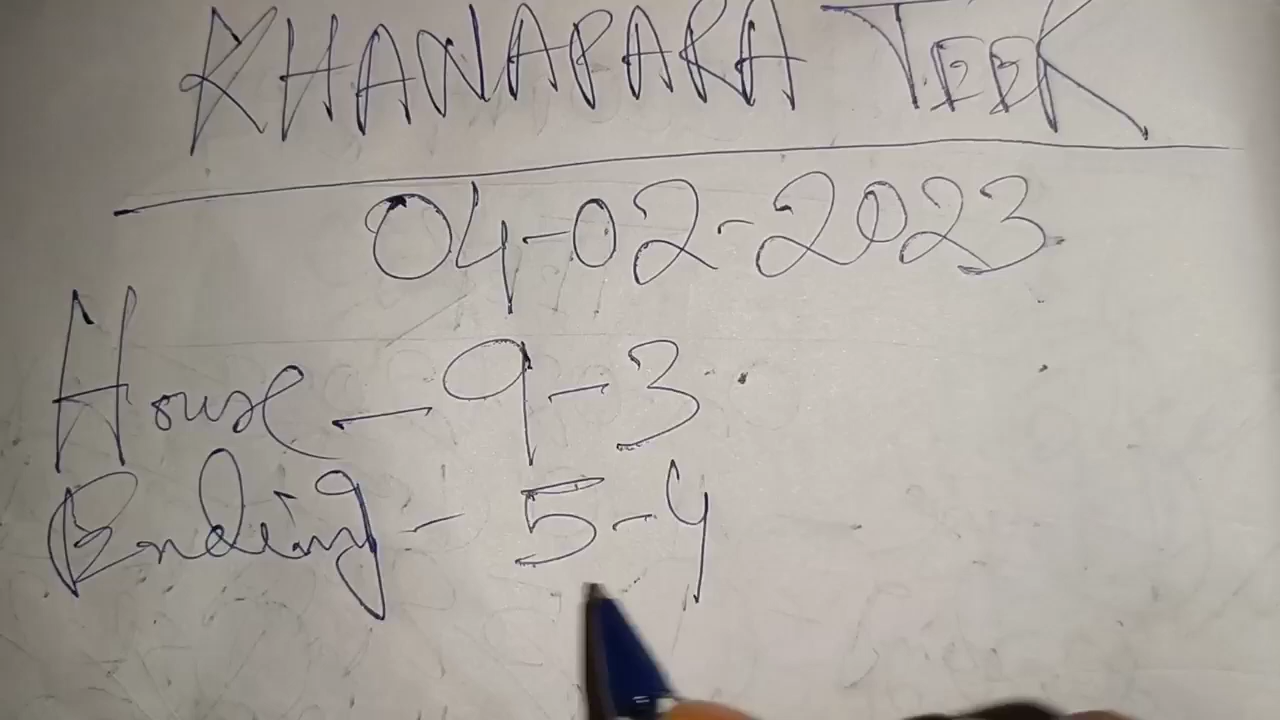 KHANAPARA TEEK
04-02-2023
House - 9-3
Ending - 5-4